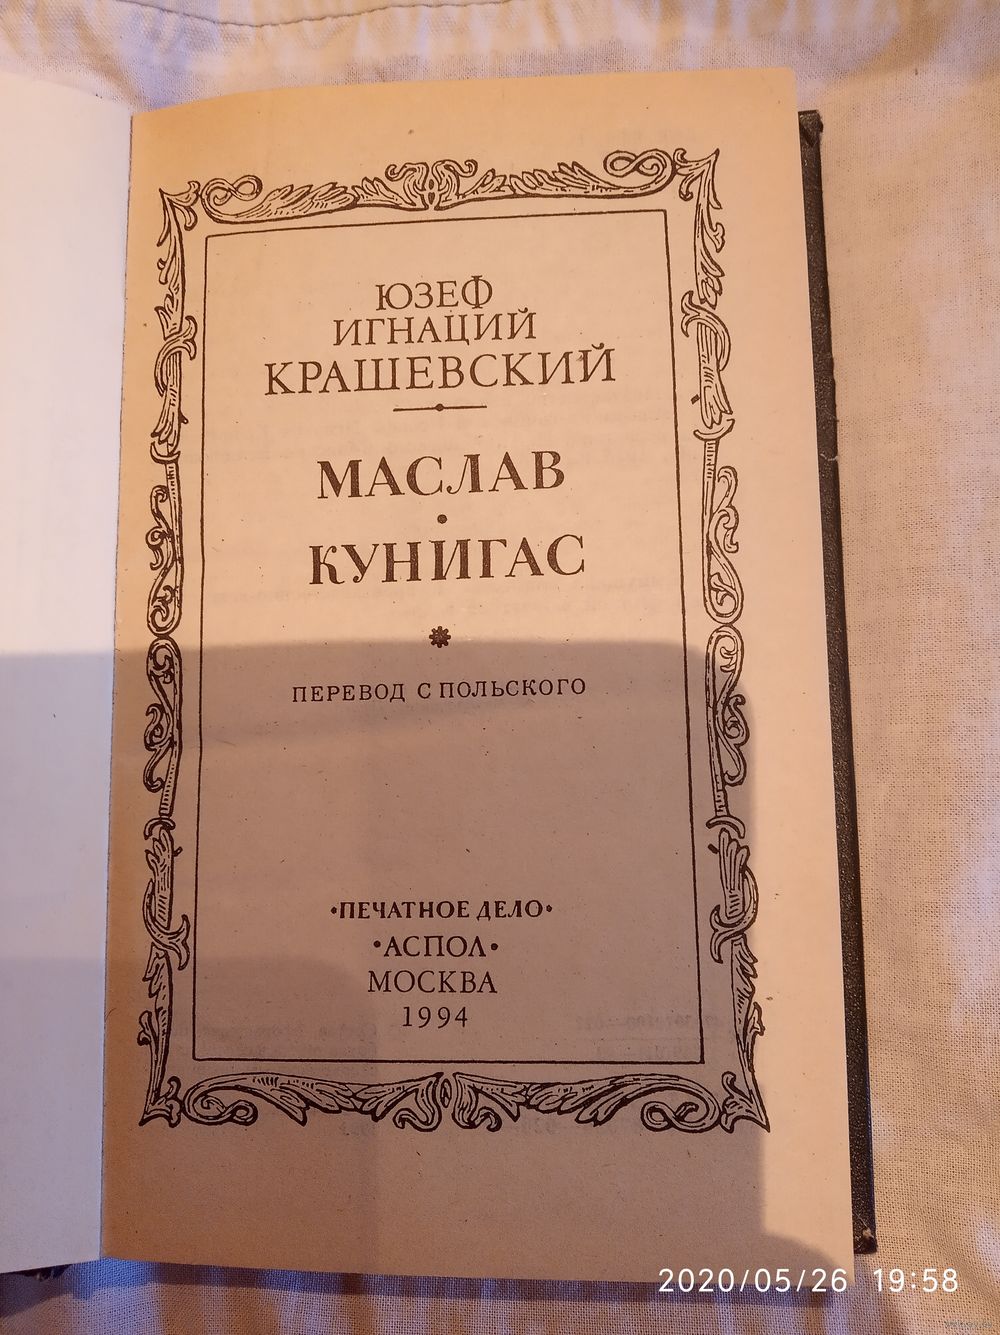 ЮЗЕФ
ИГНАЦИЙ
КРАШЕВСКИЙ
МАСЛАВ
•
КУНИГАС
ПЕРЕВОД С ПОЛЬСКОГО
•ПЕЧАТНОЕ ДЕЛО•
•АСПОЛ•
МОСКВА
1994
2020/05/26 19:58